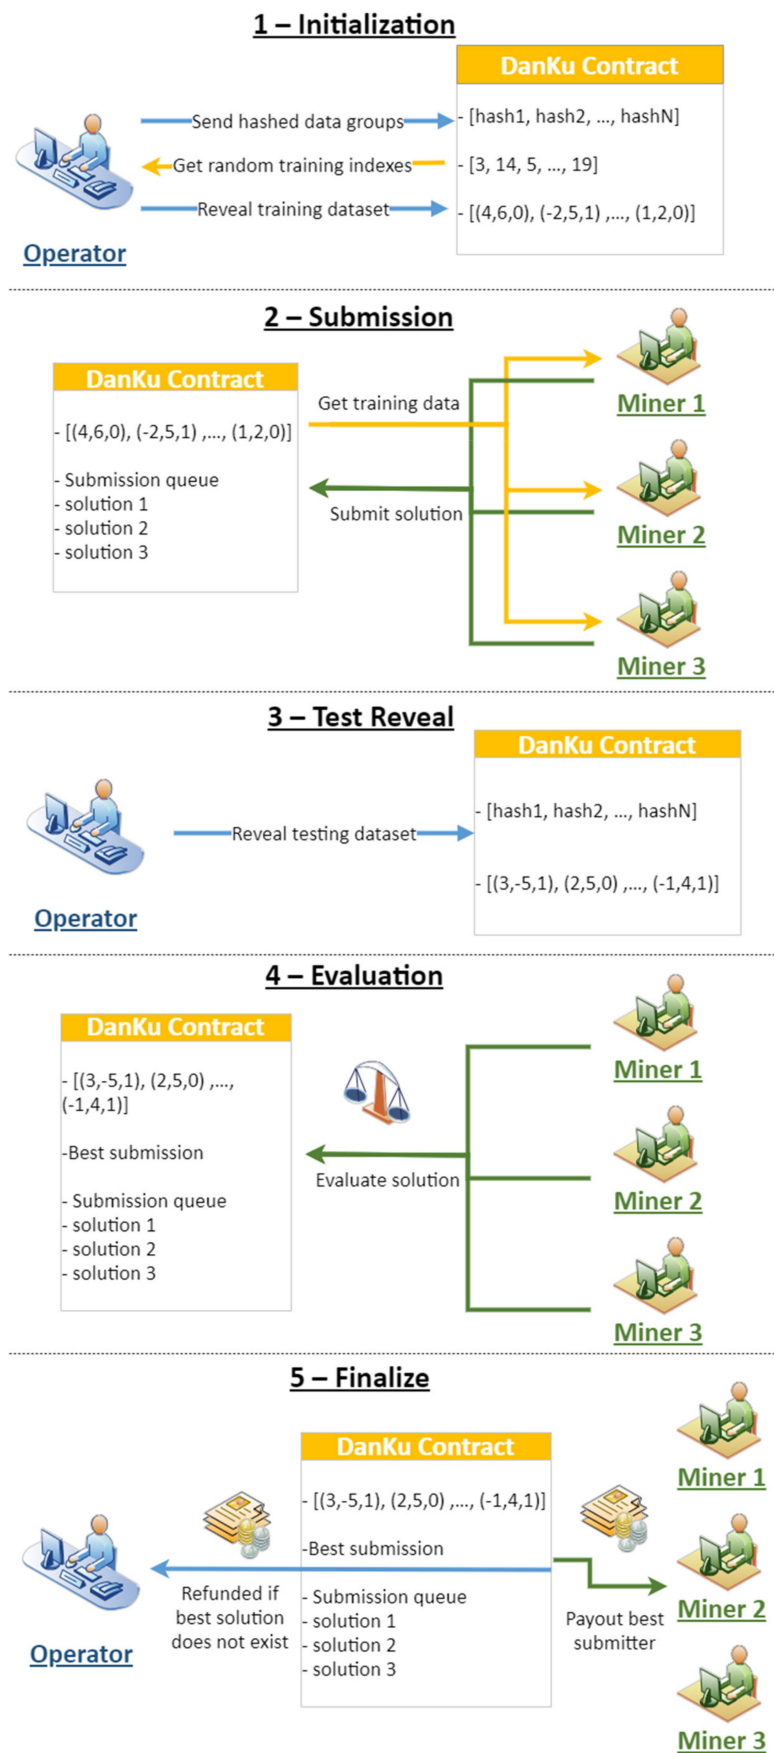 1 – Initialization
DanKu Contract
Send hashed data groups
- [hash1, hash2, ..., hashN]
Get random training indexes
- [3, 14, 5, ..., 19]
Reveal training dataset
- [(4,6,0), (-2,5,1) ,..., (1,2,0)]
Operator
2 – Submission
DanKu Contract
- [(4,6,0), (-2,5,1) ,..., (1,2,0)]
- Submission queue
- solution 1
- solution 2
- solution 3
Get training data
Submit solution
Miner 1
Miner 2
Miner 3
3 – Test Reveal
DanKu Contract
- [hash1, hash2, ..., hashN]
Reveal testing dataset
- [(3,-5,1), (2,5,0) ,..., (-1,4,1)]
Operator
4 – Evaluation
DanKu Contract
- [(3,-5,1), (2,5,0) ,...,
(-1,4,1)]
-Best submission
- Submission queue
- solution 1
- solution 2
- solution 3
Evaluate solution
Miner 1
Miner 2
Miner 3
5 – Finalize
DanKu Contract
- [(3,-5,1), (2,5,0) ,..., (-1,4,1)]
-Best submission
- Submission queue
- solution 1
- solution 2
- solution 3
Refunded if
best solution
does not exist
Operator
Payout best
submitter
Miner 1
Miner 2
Miner 3